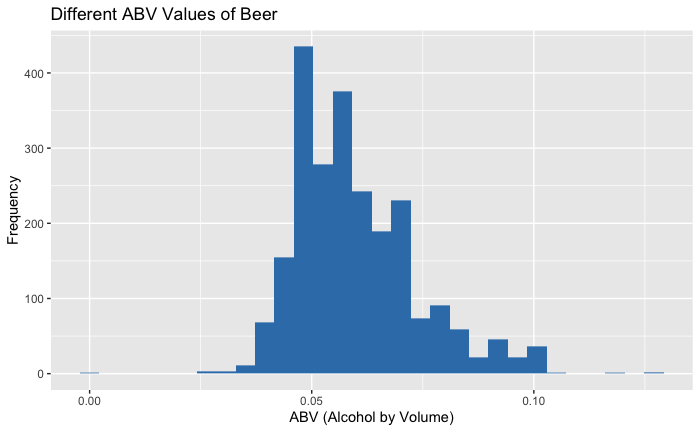 Different ABV Values of Beer
400
300
200
100
0
Frequency
0.00
0.05
0.10
ABV (Alcohol by Volume)